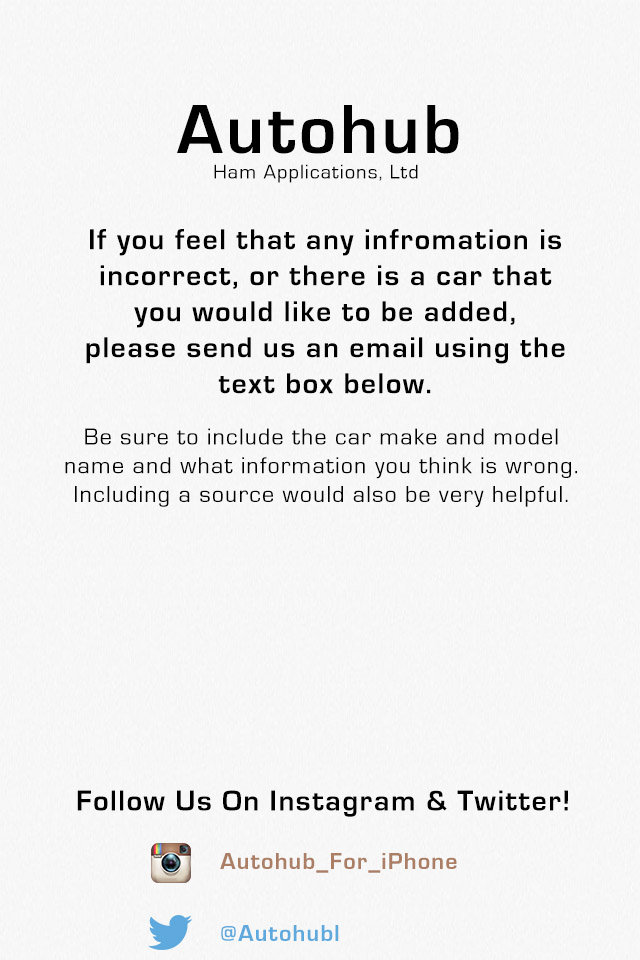 Autohub
Ham Applications, Ltd
If you feel that any infromation is
incorrect, or there is a car that
you would like to be added,
please send us an email using the
text box below.
Be sure to include the car make and model
name and what information you think is wrong.
Including a source would also be very helpful.
Follow Us On Instagram & Twitter!
Autohub_For_iPhone
@Autohubl